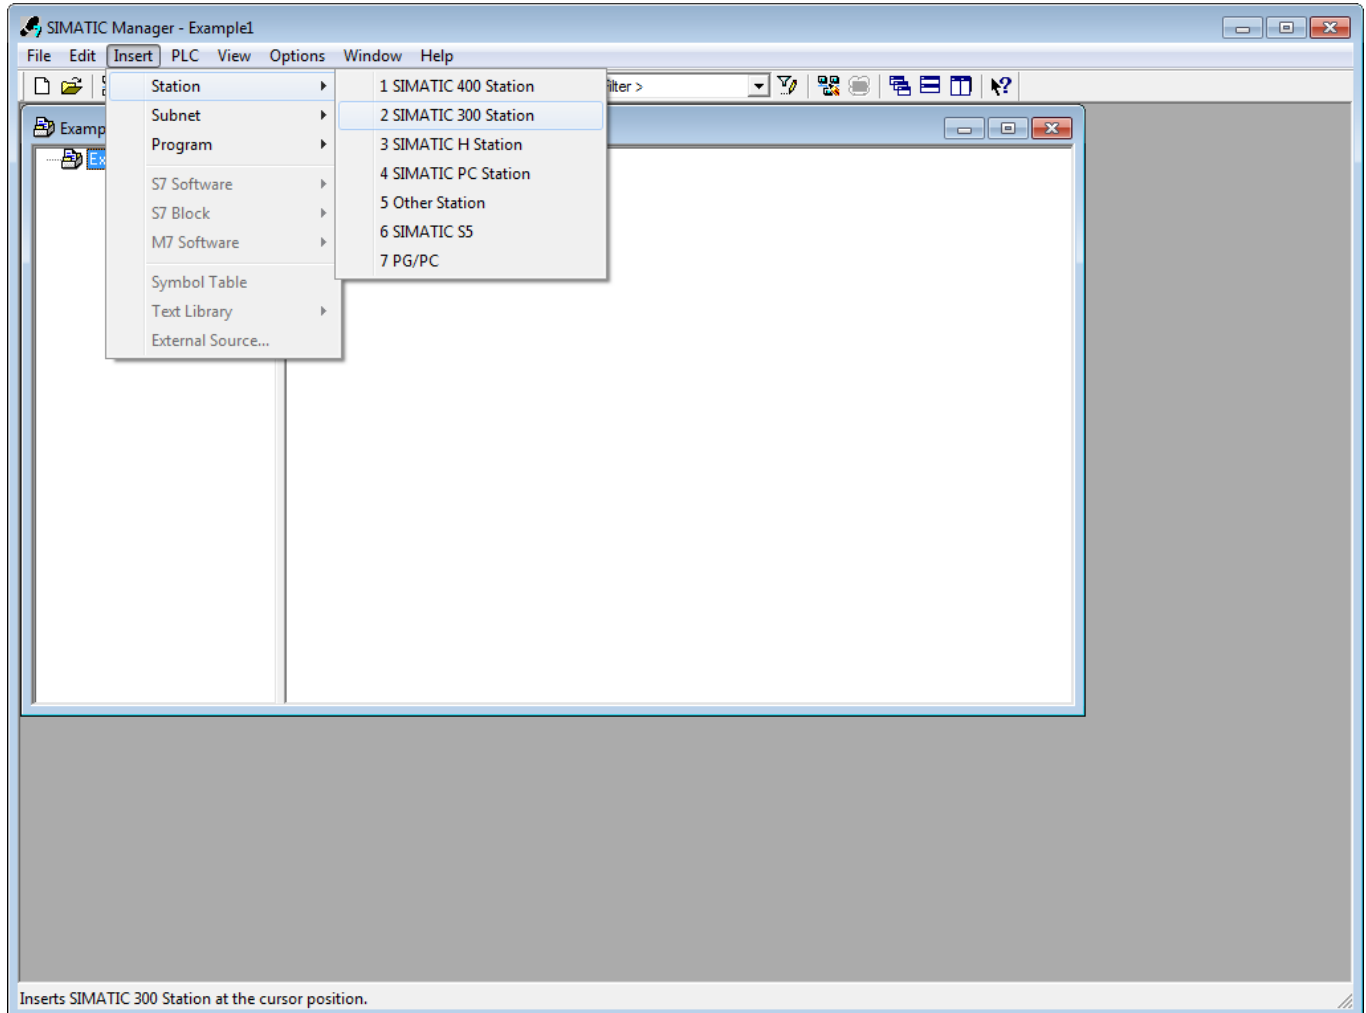 SIMATIC Manager - Example1
File Edit Insert PLC View Options Window Help
Station
Subnet
Program
S7 Software
S7 Block
M7 Software
Symbol Table
Text Library
External Source...
1 SIMATIC 400 Station
2 SIMATIC 300 Station
3 SIMATIC H Station
4 SIMATIC PC Station
5 Other Station
6 SIMATIC S5
7 PG/PC
Inserts SIMATIC 300 Station at the cursor position.